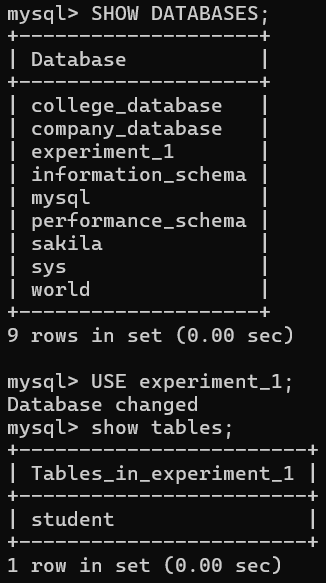 mysql> SHOW DATABASES;
+--------------------+
| Database           |
+--------------------+
| college_database   |
| company_database   |
| experiment_1       |
| information_schema |
| mysql              |
| performance_schema |
| sakila             |
| sys                |
| world              |
+--------------------+
9 rows in set (0.00 sec)

mysql> USE experiment_1;
Database changed
mysql> show tables;
+------------------------+
| Tables_in_experiment_1 |
+------------------------+
| student                |
+------------------------+
1 row in set (0.00 sec)